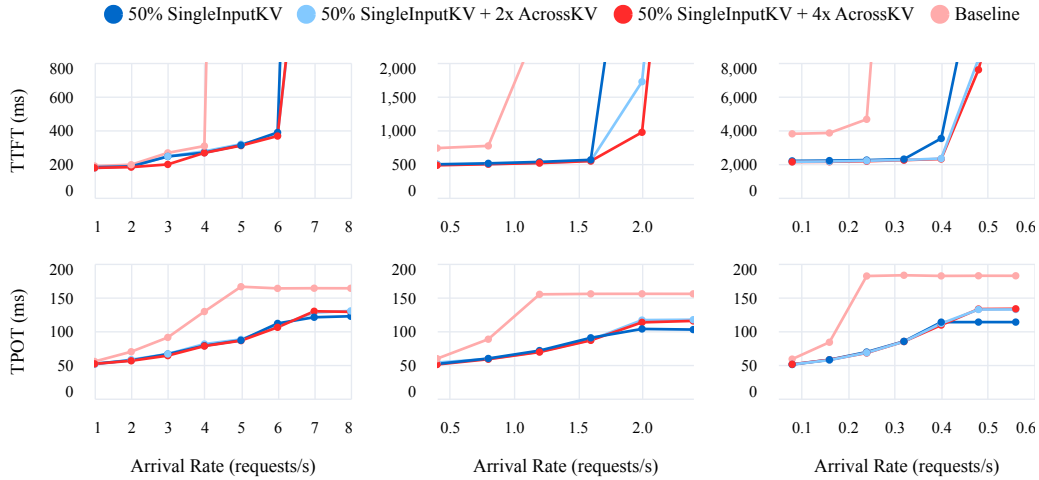 50% SingleInputKV 50% SingleInputKV + 2x AcrossKV 50% SingleInputKV + 4x AcrossKV Baseline
TTFT (ms)
800
600
400
200
0
1 2 3 4 5 6 7 8
2,000
1,500
1,000
500
0
0.5 1.0 1.5 2.0
8,000
6,000
4,000
2,000
0
0.1 0.2 0.3 0.4 0.5 0.6
TPOT (ms)
200
150
100
50
0
1 2 3 4 5 6 7 8
Arrival Rate (requests/s)
200
150
100
50
0
0.5 1.0 1.5 2.0
Arrival Rate (requests/s)
200
150
100
50
0
0.1 0.2 0.3 0.4 0.5 0.6
Arrival Rate (requests/s)